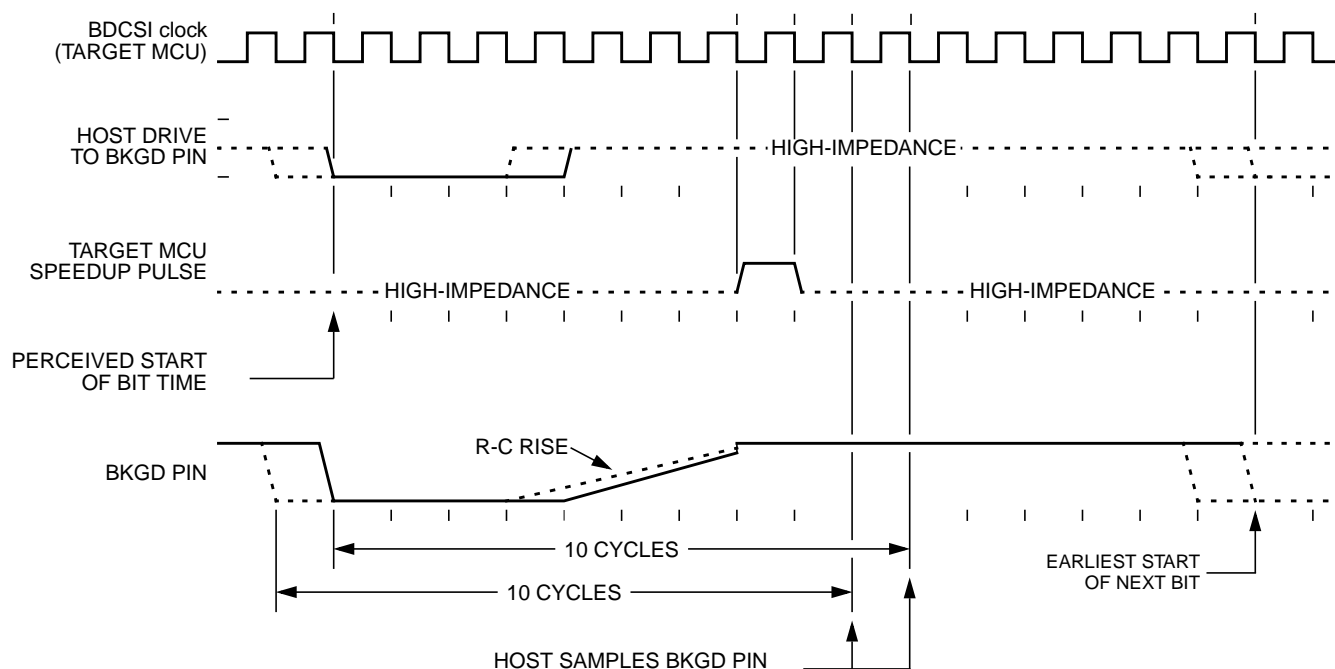 BDCSI clock
(TARGET MCU)
HOST DRIVE
TO BKGD PIN
HIGH-IMPEDANCE
TARGET MCU
SPEEDUP PULSE
HIGH-IMPEDANCE
HIGH-IMPEDANCE
PERCEIVED START
OF BIT TIME
R-C RISE
BKGD PIN
10 CYCLES
EARLIEST START
OF NEXT BIT
10 CYCLES
HOST SAMPLES BKGD PIN